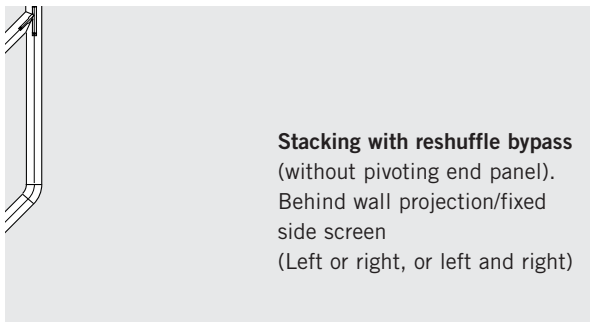 Stacking with reshuffle bypass
(without pivoting end panel).
Behind wall projection/fixed
side screen
(Left or right, or left and right)